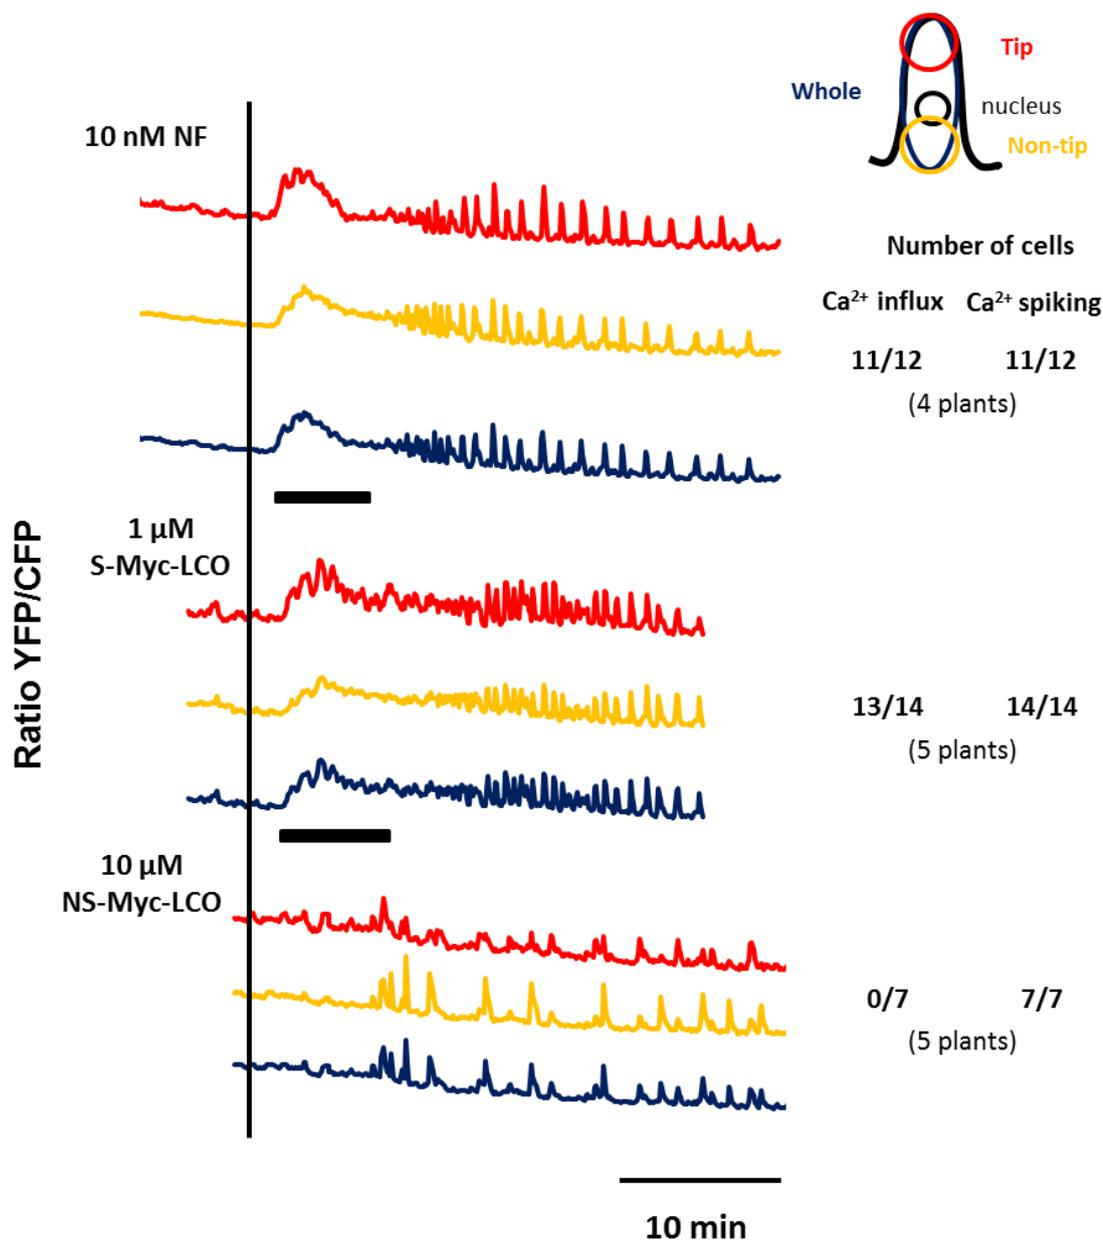 Tip
Whole
nucleus
Non-tip
10 nM NF
Number of cells
Ca²⁺ influx Ca²⁺ spiking
11/12 11/12
(4 plants)
1 µM
S-Myc-LCO
Ratio YFP/CFP
13/14 14/14
(5 plants)
10 µM
NS-Myc-LCO
0/7 7/7
(5 plants)
10 min